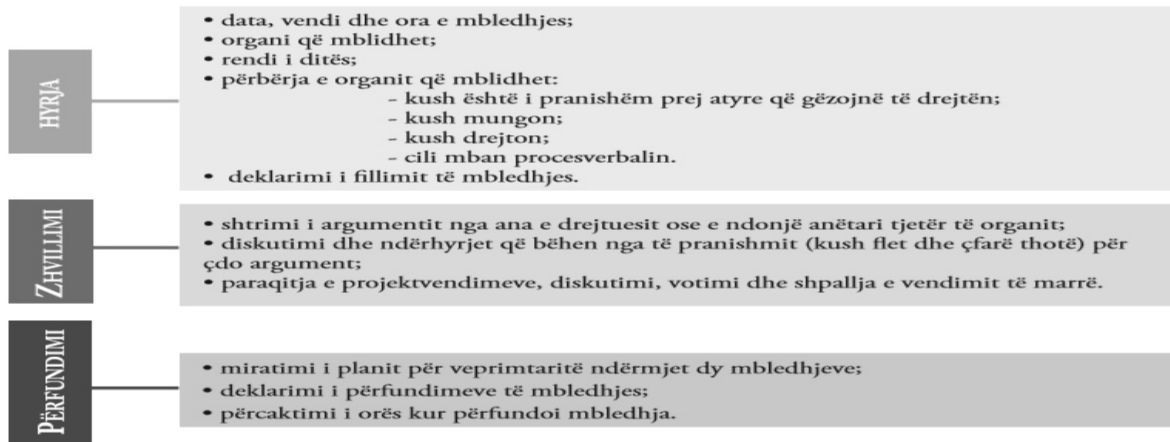 HYRJA
• data, vendi dhe ora e mbledhjes;
• organi që mblidhet;
• rendi i ditës;
• përbërja e organit që mblidhet:
– kush është i pranishëm prej atyre që gëzojnë të drejtën;
– kush mungon;
– kush drejton;
– cili mban procesverbalin.
• deklarimi i fillimit të mbledhjes.
ZHVILLIMI
• shtrimi i argumentit nga ana e drejtuesit ose e ndonjë anëtari tjetër të organit;
• diskutimi dhe ndërhyrjet që bëhen nga të pranishmit (kush flet dhe çfarë thotë) për
çdo argument;
• paraqitja e projektvendimeve, diskutimi, votimi dhe shpallja e vendimit të marrë.
PËRFUNDIMI
• miratimi i planit për veprimtaritë ndërmjet dy mbledhjeve;
• deklarimi i përfundimeve të mbledhjes;
• përcaktimi i orës kur përfundoi mbledhja.